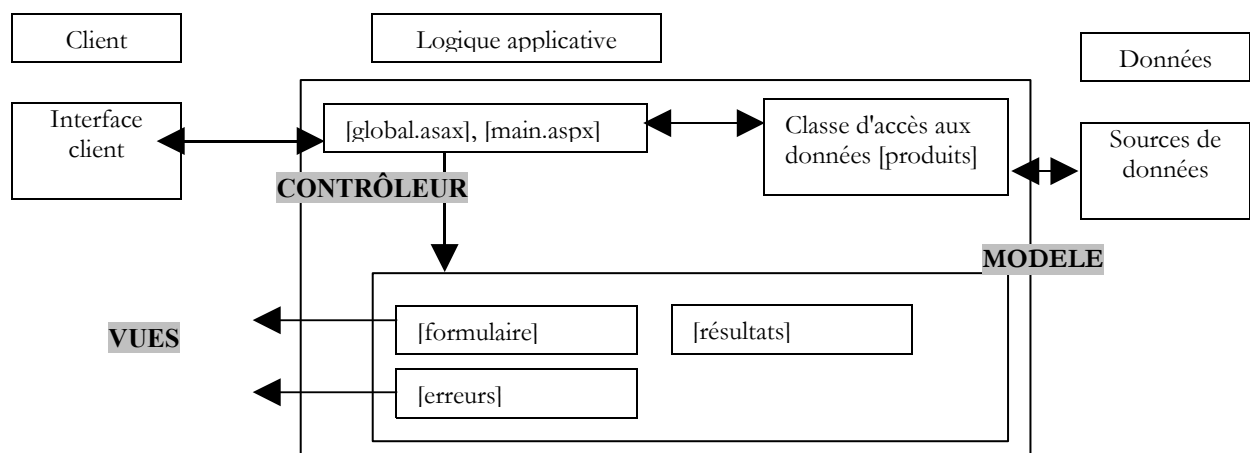 Client
Logique applicative
Données
Interface
client
[global.asax], [main.aspx]
Classe d'accès aux
données [produits]
Sources de
données
CONTRÔLEUR
MODELE
VUES
[formulaire]
[résultats]
[erreurs]